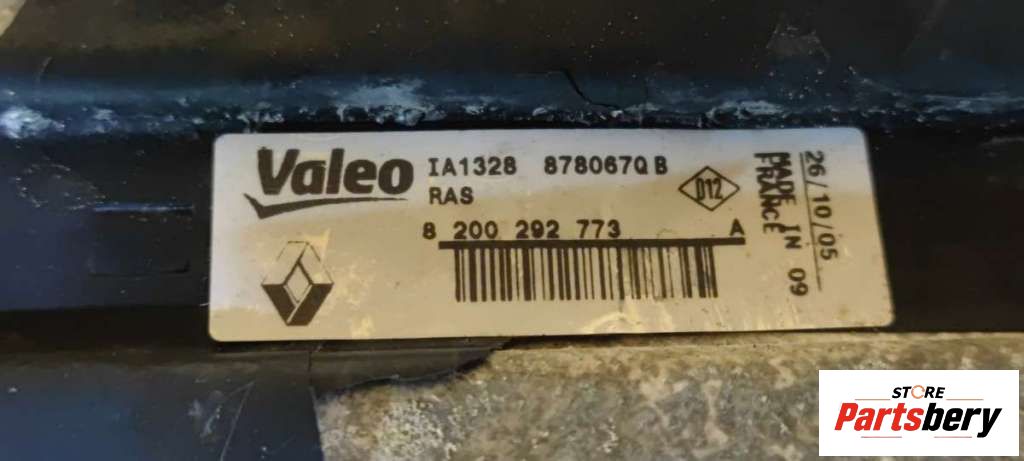 Valeo
IA1328 878067Q B
RAS
D12
8 200 292 773 A
MADE IN
FRANCE
09
26/10/05
STORE
Partsbery